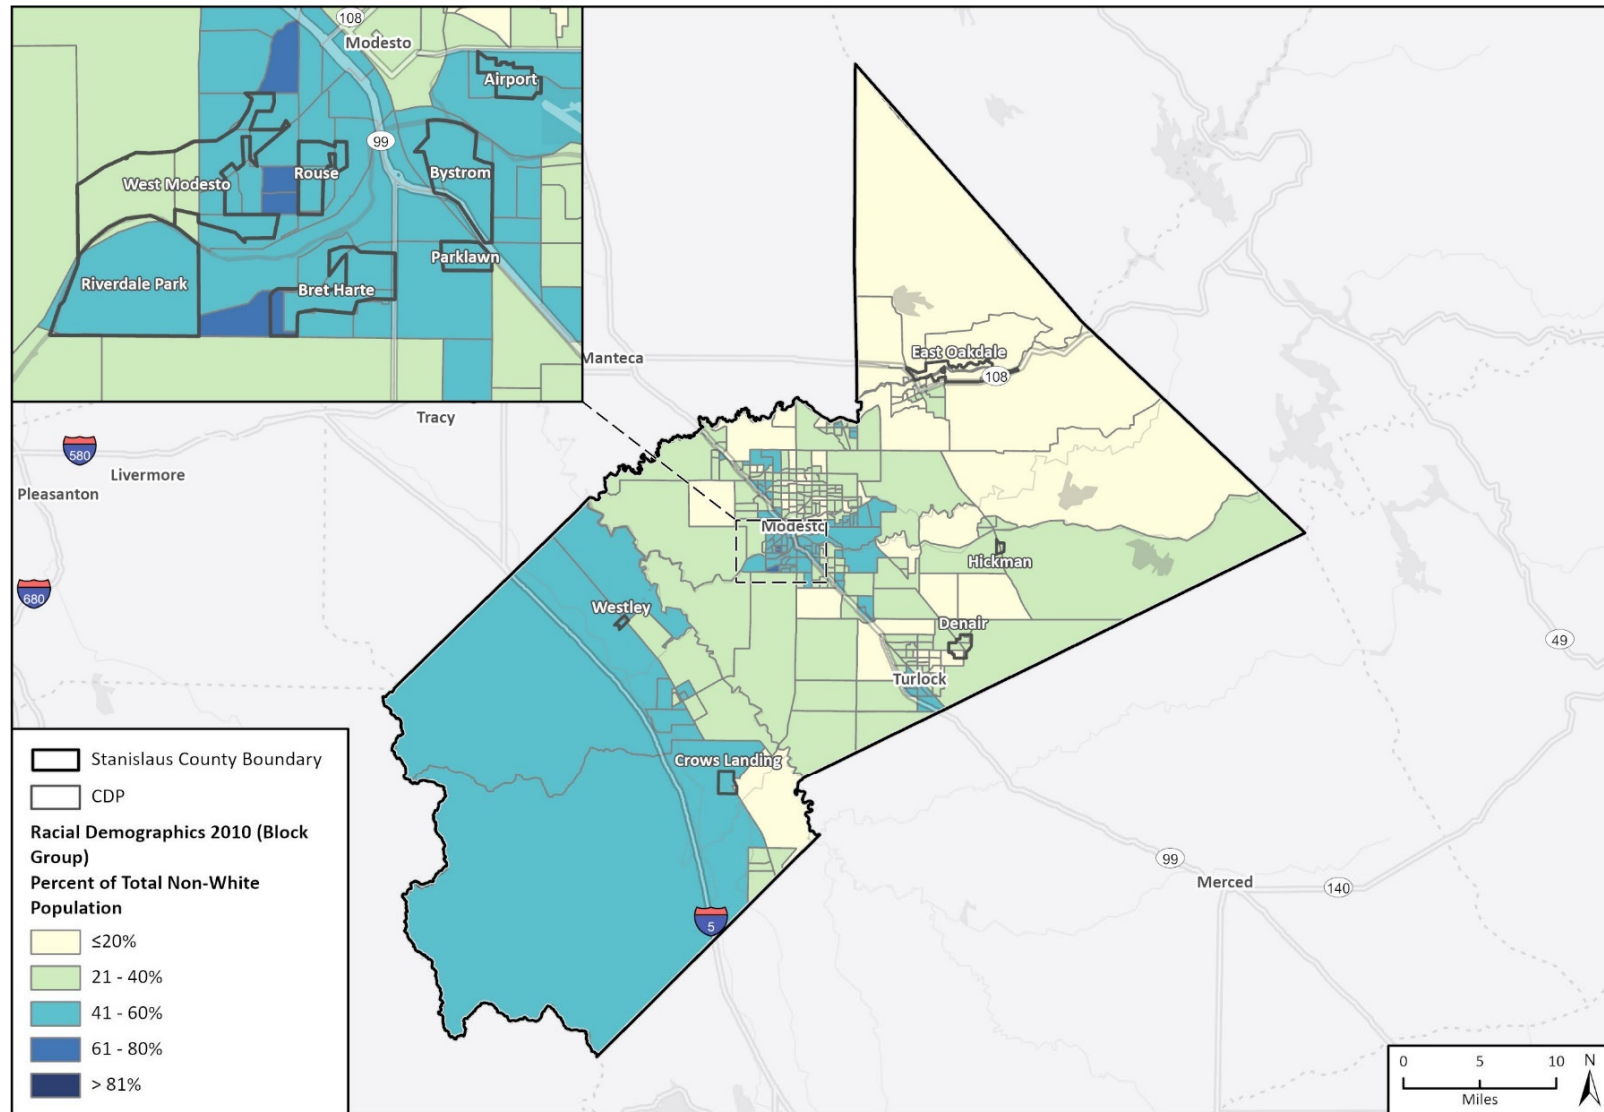 108
Modesto
Airport
99
West Modesto
Rouse
Bystrom
Riverdale Park
Bret Harte
Parklawn
Manteca
Tracy
580
Livermore
Pleasanton
680
East Oakdale
108
Modesto
Hickman
Westley
Denair
Turlock
Crows Landing
5
49
99
Merced
140
Stanislaus County Boundary
CDP
Racial Demographics 2010 (Block
Group)
Percent of Total Non-White
Population
≤20%
21 - 40%
41 - 60%
61 - 80%
> 81%
0 5 10
Miles
N